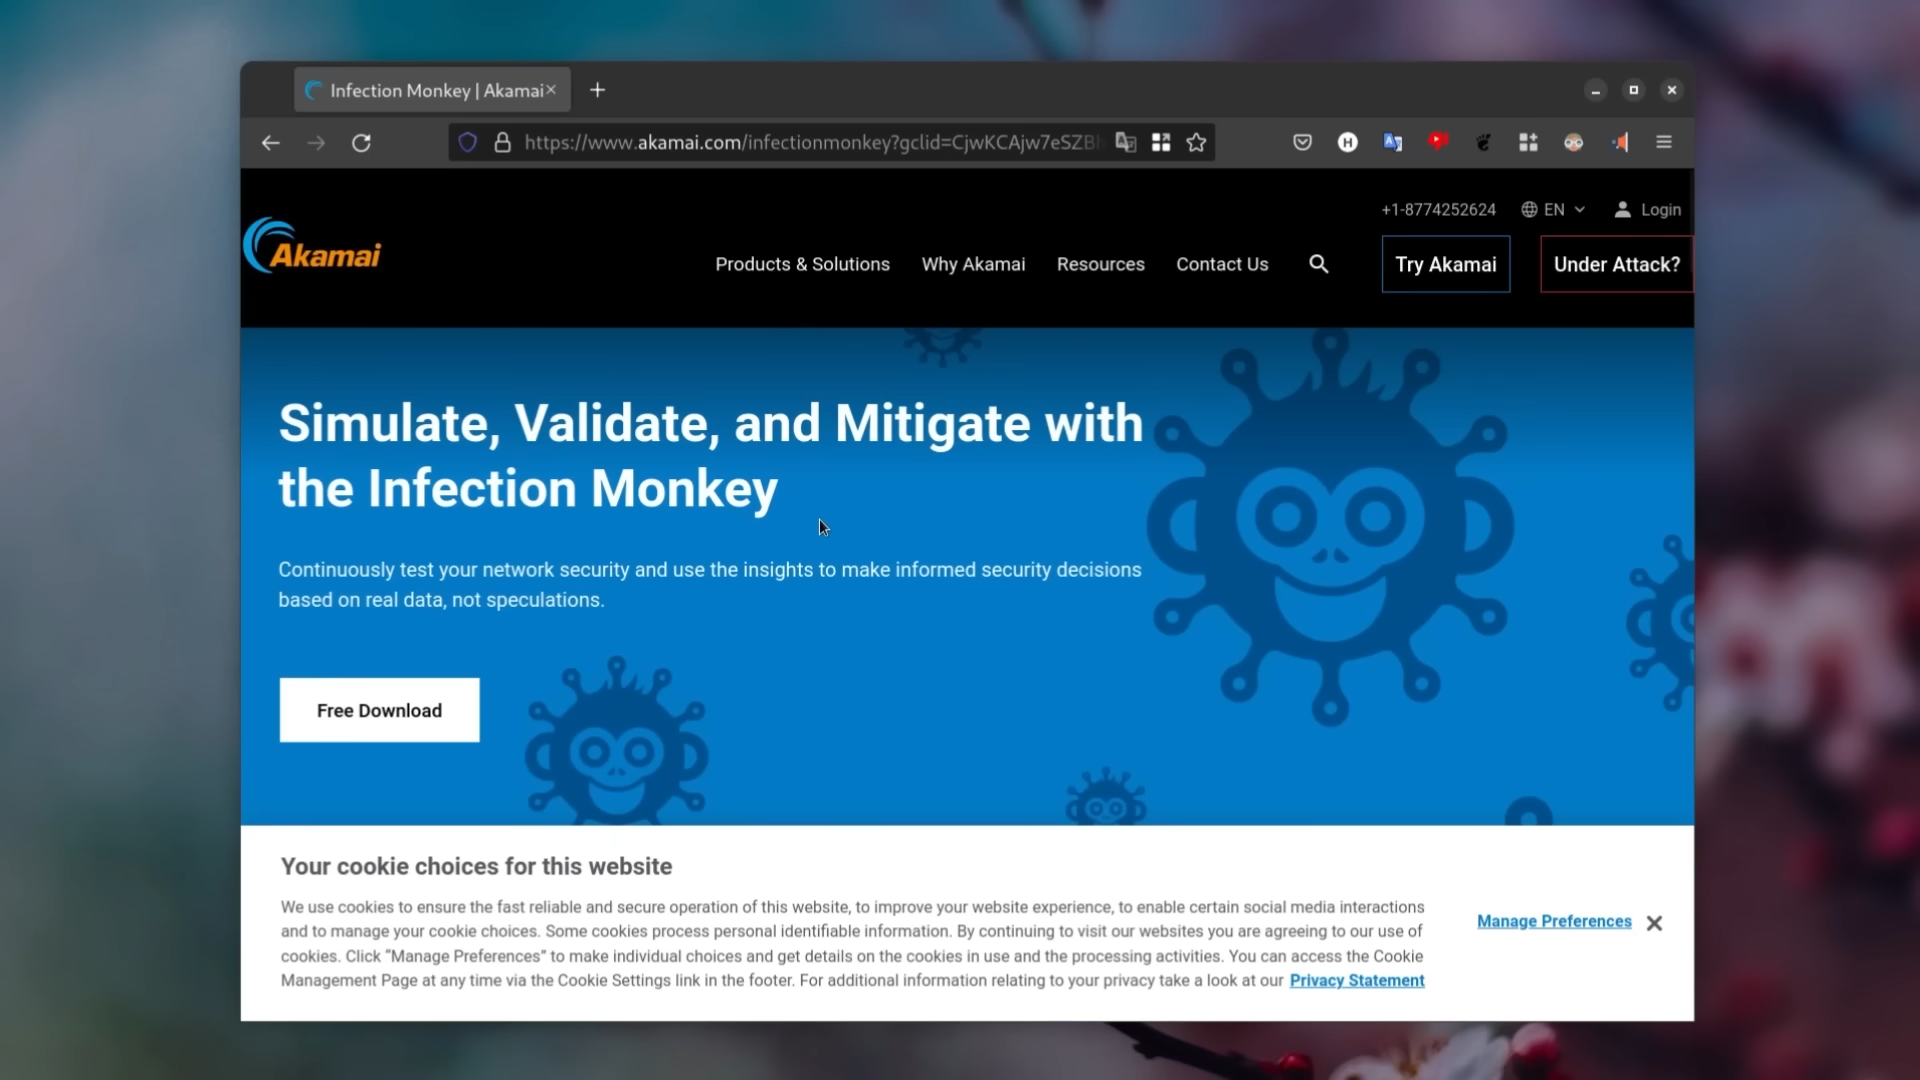 Infection Monkey | Akamai
https://www.akamai.com/infectionmonkey?gclid=CjwKCAjw7eSZB
+1-8774252624 EN Login
Akamai
Products & Solutions Why Akamai Resources Contact Us Try Akamai Under Attack?
Simulate, Validate, and Mitigate with
the Infection Monkey
Continuously test your network security and use the insights to make informed security decisions
based on real data, not speculations.
Free Download
Your cookie choices for this website
We use cookies to ensure the fast reliable and secure operation of this website, to improve your website experience, to enable certain social media interactions
and to manage your cookie choices. Some cookies process personal identifiable information. By continuing to visit our websites you are agreeing to our use of
cookies. Click “Manage Preferences” to make individual choices and get details on the cookies in use and the processing activities. You can access the Cookie
Management Page at any time via the Cookie Settings link in the footer. For additional information relating to your privacy take a look at our Privacy Statement
Manage Preferences